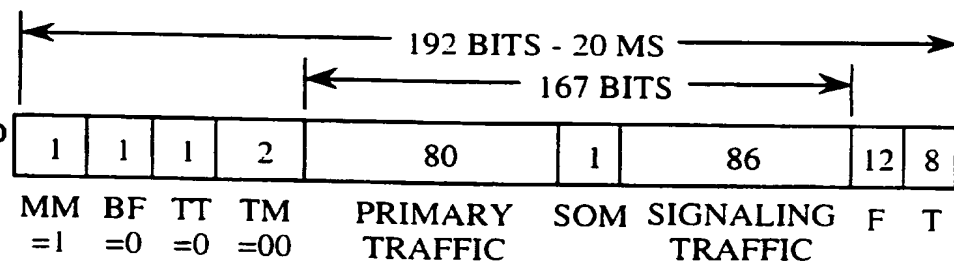 192 BITS - 20 MS
167 BITS
1 1 1 2 80 1 86 12 8
MM BF TT TM PRIMARY SOM SIGNALING F T
=1 =0 =0 =00 TRAFFIC TRAFFIC